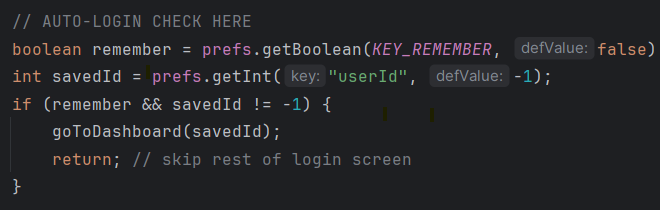 // AUTO-LOGIN CHECK HERE
boolean remember = prefs.getBoolean(KEY_REMEMBER, defValue: false)
int savedId = prefs.getInt( key: "userId", defValue: -1);
if (remember && savedId != -1) {
goToDashboard(savedId);
return; // skip rest of login screen
}